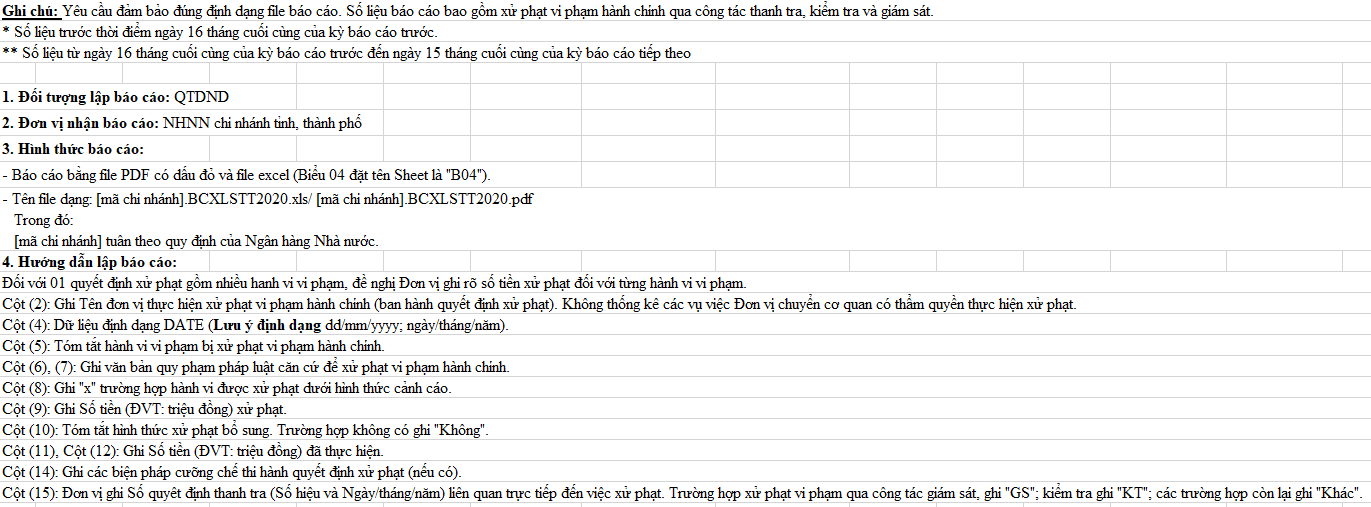 Ghi chú: Yêu cầu đảm bảo đúng định dạng file báo cáo. Số liệu báo cáo bao gồm xử phạt vi phạm hành chính qua công tác thanh tra, kiểm tra và giám sát.
* Số liệu trước thời điểm ngày 16 tháng cuối cùng của kỳ báo cáo trước.
** Số liệu từ ngày 16 tháng cuối cùng của kỳ báo cáo trước đến ngày 15 tháng cuối cùng của kỳ báo cáo tiếp theo
1. Đối tượng lập báo cáo: QTDND
2. Đơn vị nhận báo cáo: NHNN chi nhánh tỉnh, thành phố
3. Hình thức báo cáo:
- Báo cáo bằng file PDF có dấu đỏ và file excel (Biểu 04 đặt tên Sheet là "B04").
- Tên file dạng: [mã chi nhánh].BCXLSTT2020.xls/ [mã chi nhánh].BCXLSTT2020.pdf
Trong đó:
[mã chi nhánh] tuân theo quy định của Ngân hàng Nhà nước.
4. Hướng dẫn lập báo cáo:
Đối với 01 quyết định xử phạt gồm nhiều hanh vi vi phạm, đề nghị Đơn vị ghi rõ số tiền xử phạt đối với từng hành vi vi phạm.
Cột (2): Ghi Tên đơn vị thực hiện xử phạt vi phạm hành chính (ban hành quyết định xử phạt). Không thống kê các vụ việc Đơn vị chuyển cơ quan có thẩm quyền thực hiện xử phạt.
Cột (4): Dữ liệu định dạng DATE (Lưu ý định dạng dd/mm/yyyy; ngày/tháng/năm).
Cột (5): Tóm tắt hành vi vi phạm bị xử phạt vi phạm hành chính.
Cột (6), (7): Ghi văn bản quy phạm pháp luật căn cứ để xử phạt vi phạm hành chính.
Cột (8): Ghi "x" trường hợp hành vi được xử phạt dưới hình thức cảnh cáo.
Cột (9): Ghi Số tiền (ĐVT: triệu đồng) xử phạt.
Cột (10): Tóm tắt hình thức xử phạt bổ sung. Trường hợp không có ghi "Không".
Cột (11), Cột (12): Ghi Số tiền (ĐVT: triệu đồng) đã thực hiện.
Cột (14): Ghi các biện pháp cưỡng chế thi hành quyết định xử phạt (nếu có).
Cột (15): Đơn vị ghi Số quyêt định thanh tra (Số hiệu và Ngày/tháng/năm) liên quan trực tiếp đến việc xử phạt. Trường hợp xử phạt vi phạm qua công tác giám sát, ghi "GS"; kiểm tra ghi "KT"; các trường hợp còn lại ghi "Khác".